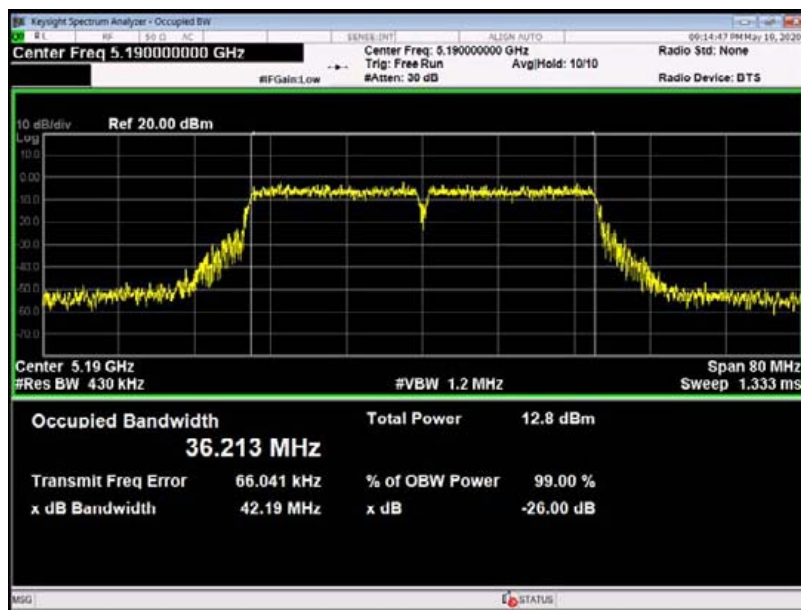 Keysight Spectrum Analyzer - Occupied BW
RL RF 50 Ω AC SENSE:INT ALIGN AUTO 09:14:47 PM May 19, 2020
Center Freq 5.190000000 GHz
Center Freq: 5.190000000 GHz Radio Std: None
Trig: Free Run Avg|Hold: 10/10
#IFGain:Low #Atten: 30 dB Radio Device: BTS
10 dB/div Ref 20.00 dBm
Log
10.0
0.00
-10.0
-20.0
-30.0
-40.0
-50.0
-60.0
-70.0
Center 5.19 GHz Span 80 MHz
#Res BW 430 kHz #VBW 1.2 MHz Sweep 1.333 ms
Occupied Bandwidth Total Power 12.8 dBm
36.213 MHz
Transmit Freq Error 66.041 kHz % of OBW Power 99.00 %
x dB Bandwidth 42.19 MHz x dB -26.00 dB
MSG STATUS